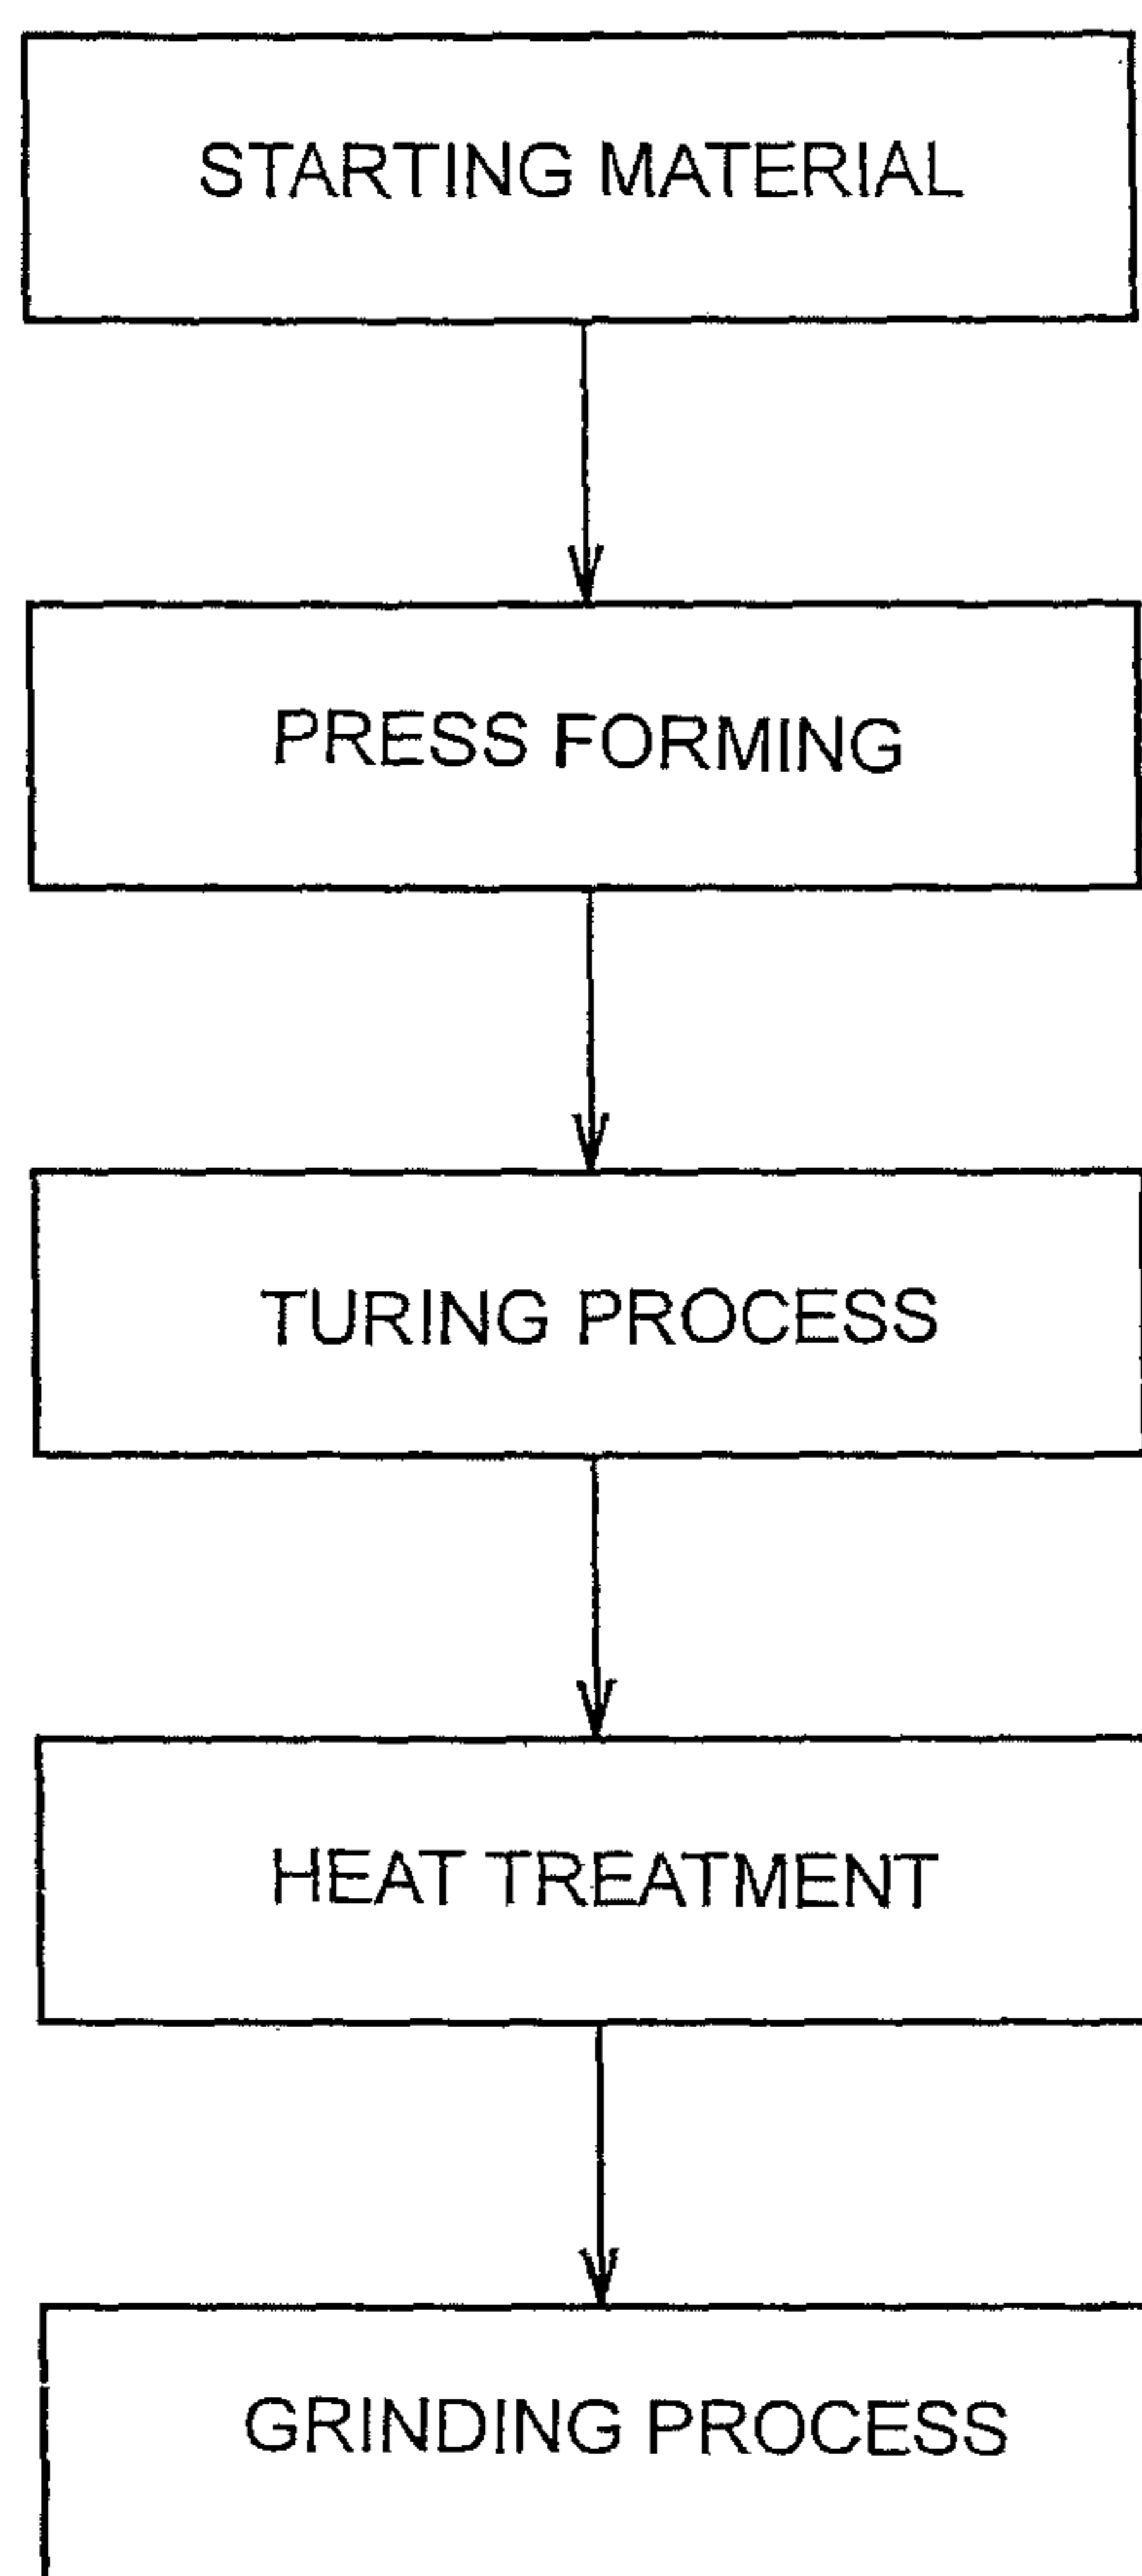 STARTING MATERIAL
PRESS FORMING
TURING PROCESS
HEAT TREATMENT
GRINDING PROCESS